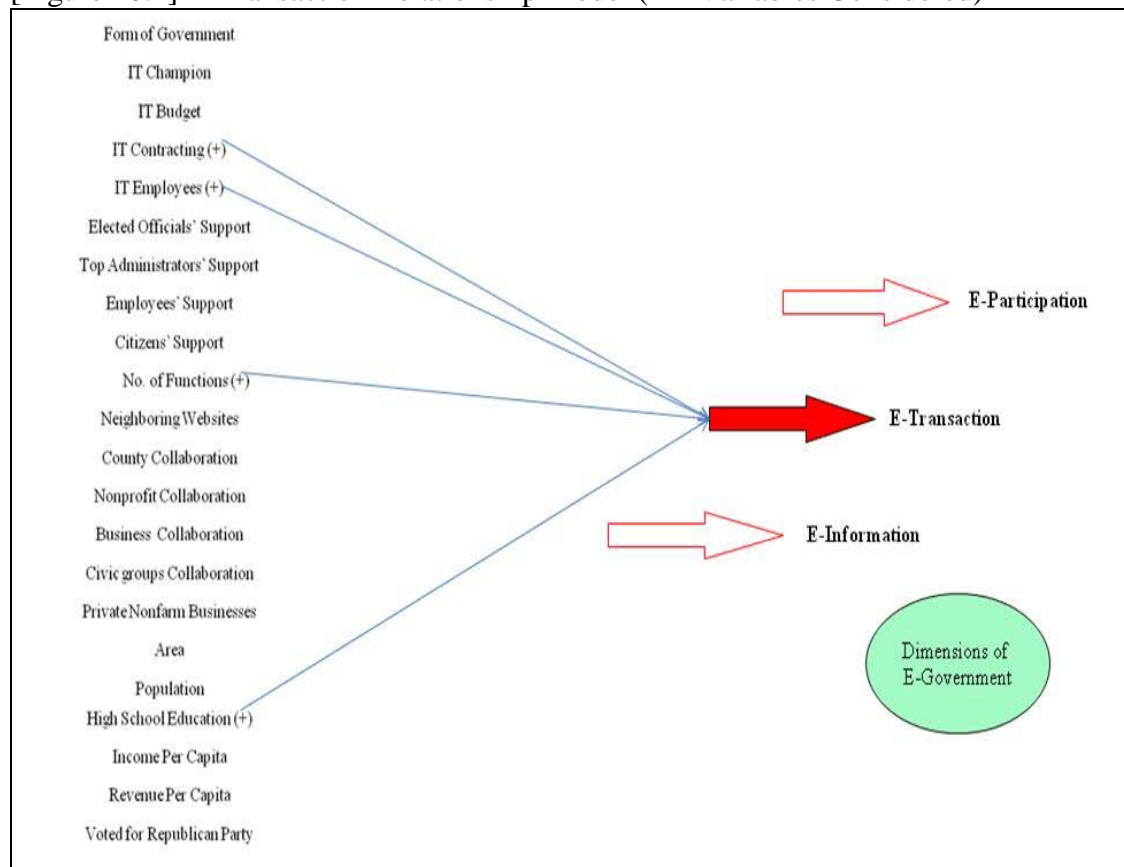 Form of Government
IT Champion
IT Budget
IT Contracting (+)
IT Employees (+)
Elected Officials' Support
Top Administrators' Support
Employees' Support
Citizens' Support
No. of Functions (+)
Neighboring Websites
County Collaboration
Nonprofit Collaboration
Business Collaboration
Civic groups Collaboration
Private Nonfarm Businesses
Area
Population
High School Education (+)
Income Per Capita
Revenue Per Capita
Voted for Republican Party
E-Participation
E-Transaction
E-Information
Dimensions of
E-Government